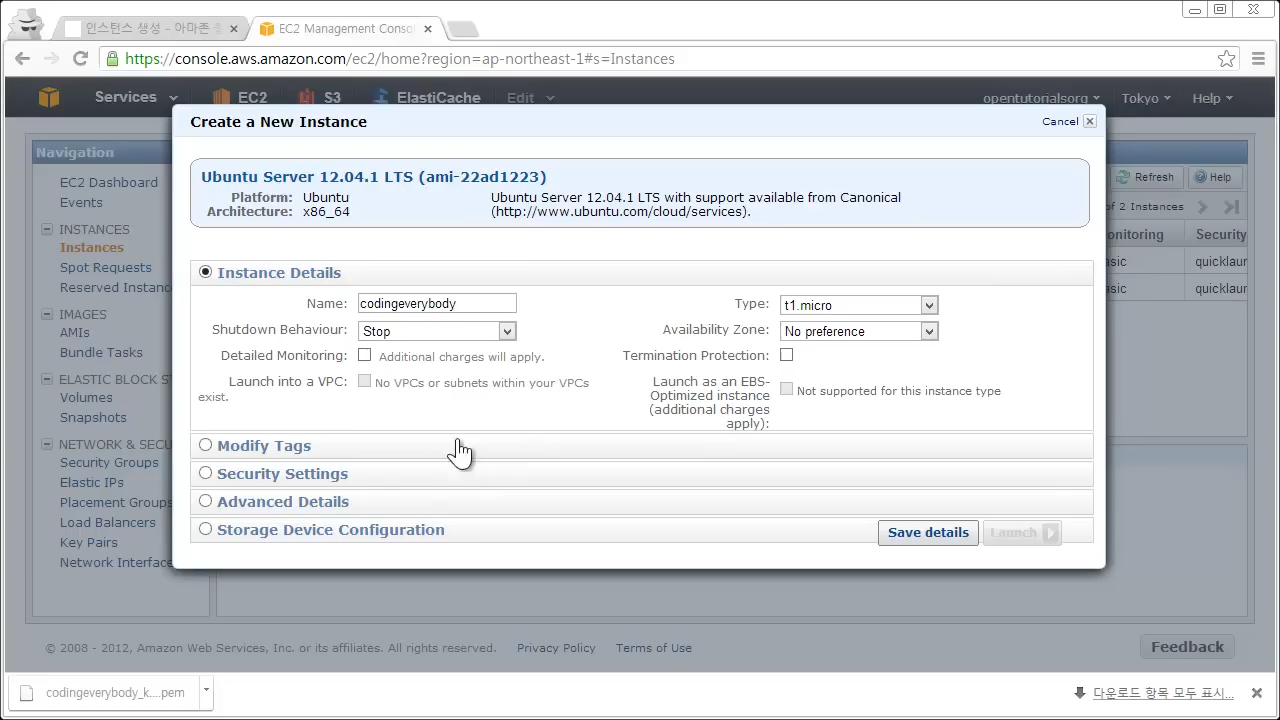 인스턴스 생성 - 아마존
EC2 Management Conso
https://console.aws.amazon.com/ec2/home?region=ap-northeast-1#s=Instances
Services EC2 S3 ElastiCache Edit opentutorialsorg Tokyo Help
Create a New Instance Cancel
Navigation
EC2 Dashboard
Events
INSTANCES
Instances
Spot Requests
Reserved Instanc
IMAGES
AMIs
Bundle Tasks
ELASTIC BLOCK S
Volumes
Snapshots
NETWORK & SECU
Security Groups
Elastic IPs
Placement Groups
Load Balancers
Key Pairs
Network Interface
Ubuntu Server 12.04.1 LTS (ami-22ad1223)
Platform: Ubuntu
Architecture: x86_64
Ubuntu Server 12.04.1 LTS with support available from Canonical
(http://www.ubuntu.com/cloud/services).
Instance Details
Name: codingeverybody
Type: t1.micro
Shutdown Behaviour: Stop
Availability Zone: No preference
Detailed Monitoring: Additional charges will apply.
Termination Protection:
Launch into a VPC: No VPCs or subnets within your VPCs
exist.
Launch as an EBS-
Optimized instance
(additional charges
apply):
Not supported for this instance type
Modify Tags
Security Settings
Advanced Details
Storage Device Configuration
Save details Launch
Refresh Help
of 2 Instances
onitoring Security
asic quicklaun
asic quicklaun
© 2008 - 2012, Amazon Web Services, Inc. or its affiliates. All rights reserved. Privacy Policy Terms of Use
Feedback
codingeverybody_k....pem
다운로드 항목 모두 표시...